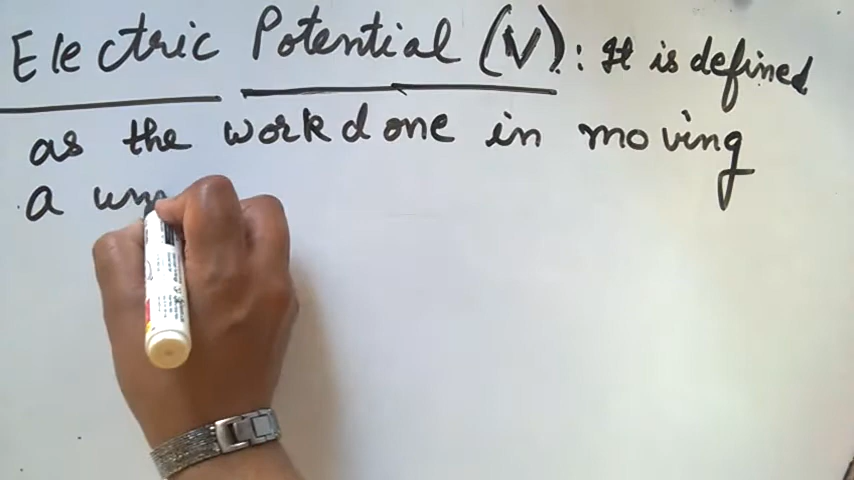 Electric Potential (V): It is defined
as the work done in moving
a